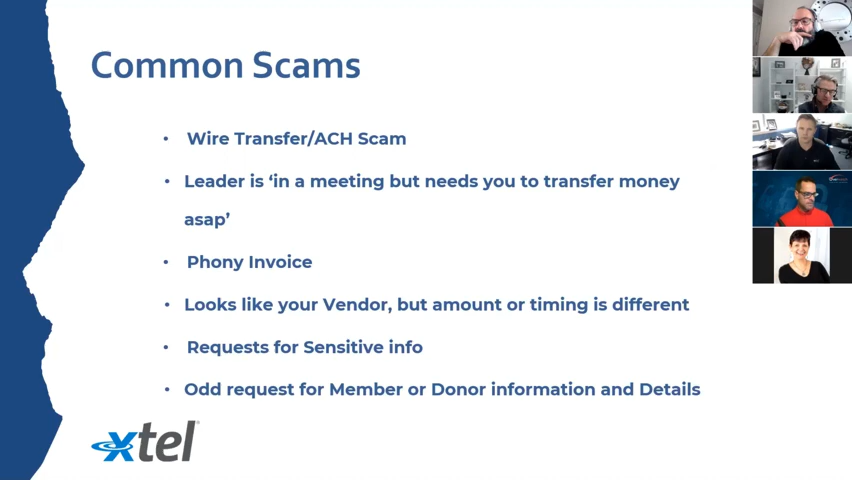 Common Scams
• Wire Transfer/ACH Scam
• Leader is ‘in a meeting but needs you to transfer money
asap’
• Phony Invoice
• Looks like your Vendor, but amount or timing is different
• Requests for Sensitive info
• Odd request for Member or Donor information and Details
xtel